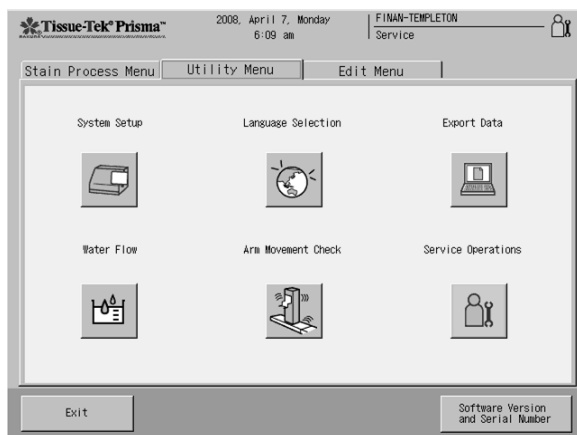 Tissue-Tek® Prisma™
2008, April 7, Monday
6:09 am
FINAN-TEMPLETON
Service
Stain Process Menu
Utility Menu
Edit Menu
System Setup
Language Selection
Export Data
Water Flow
Arm Movement Check
Service Operations
Exit
Software Version
and Serial Number